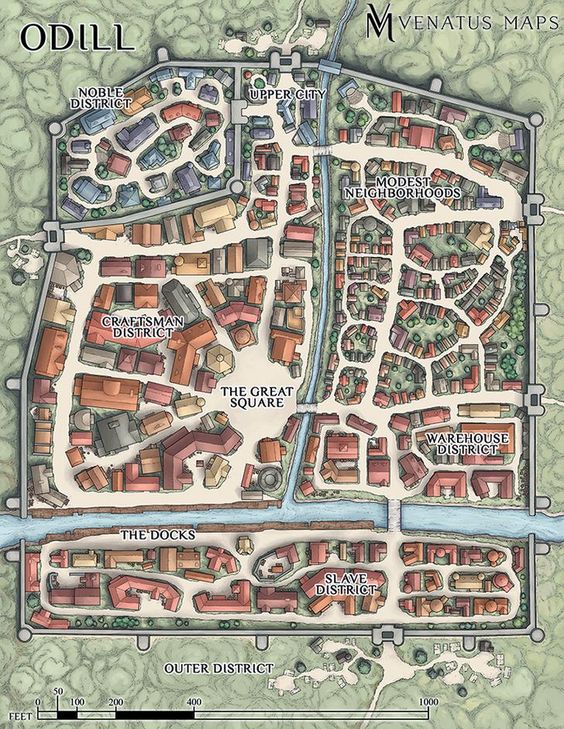 ODILL
VM VENATUS MAPS
NOBLE
DISTRICT
UPPER CITY
MODEST
NEIGHBORHOODS
CRAFTSMAN
DISTRICT
THE GREAT
SQUARE
WAREHOUSE
DISTRICT
THE DOCKS
SLAVE
DISTRICT
OUTER DISTRICT
FEET 0 50 100 200 400 1000